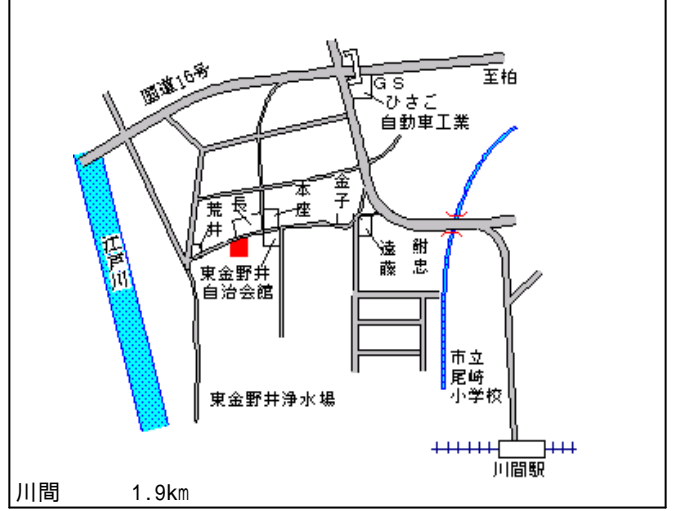 国道16号
至柏
GS
ひさご
自動車工業
金子
本座
長
荒井
江戸川
遠藤
鮒忠
東金野井
自治会館
市立
尾崎
小学校
東金野井浄水場
川間駅
川間 1.9km